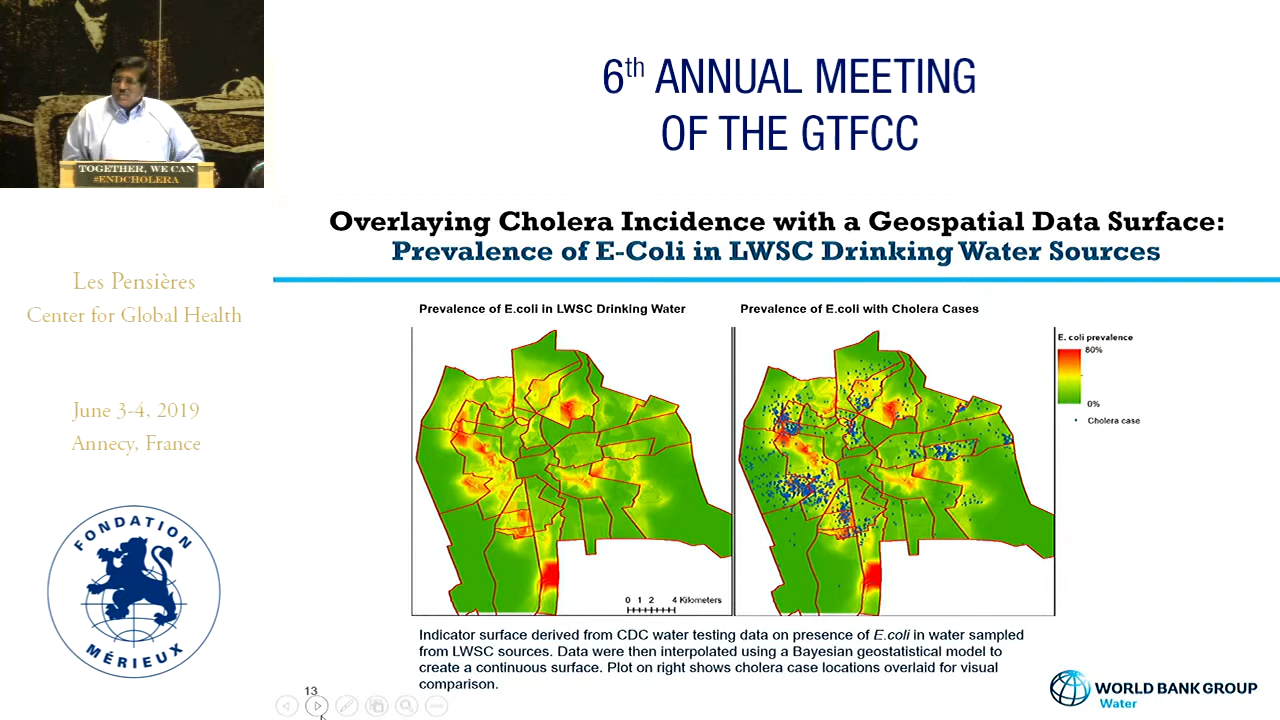 6th ANNUAL MEETING
OF THE GTFCC
TOGETHER, WE CAN
#ENDCHOLERA
Les Pensières
Center for Global Health
June 3-4, 2019
Annecy, France
FONDATION
MÉRIEUX
Overlaying Cholera Incidence with a Geospatial Data Surface:
Prevalence of E-Coli in LWSC Drinking Water Sources
Prevalence of E.coli in LWSC Drinking Water
Prevalence of E.coli with Cholera Cases
E. coli prevalence
80%
0%
Cholera case
0 1 2 4 Kilometers
Indicator surface derived from CDC water testing data on presence of E.coli in water sampled
from LWSC sources. Data were then interpolated using a Bayesian geostatistical model to
create a continuous surface. Plot on right shows cholera case locations overlaid for visual
comparison.
13
WORLD BANK GROUP
Water